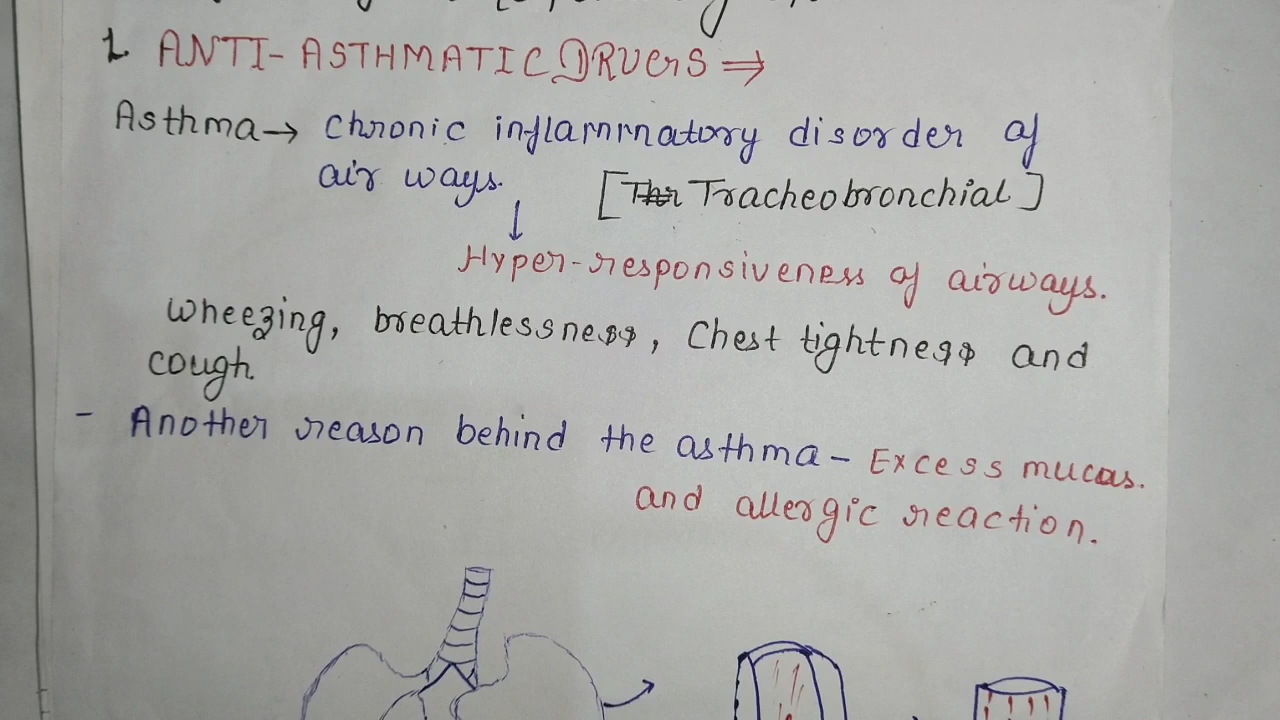 1. ANTI-ASTHMATIC DRUGS ⇒
Asthma → Chronic inflammatory disorder of
air ways. [Tracheobronchial]
↓
Hyper-responsiveness of airways.
Wheezing, breathlessness, Chest tightness and
cough.
- Another reason behind the asthma - Excess mucas.
and allergic reaction.